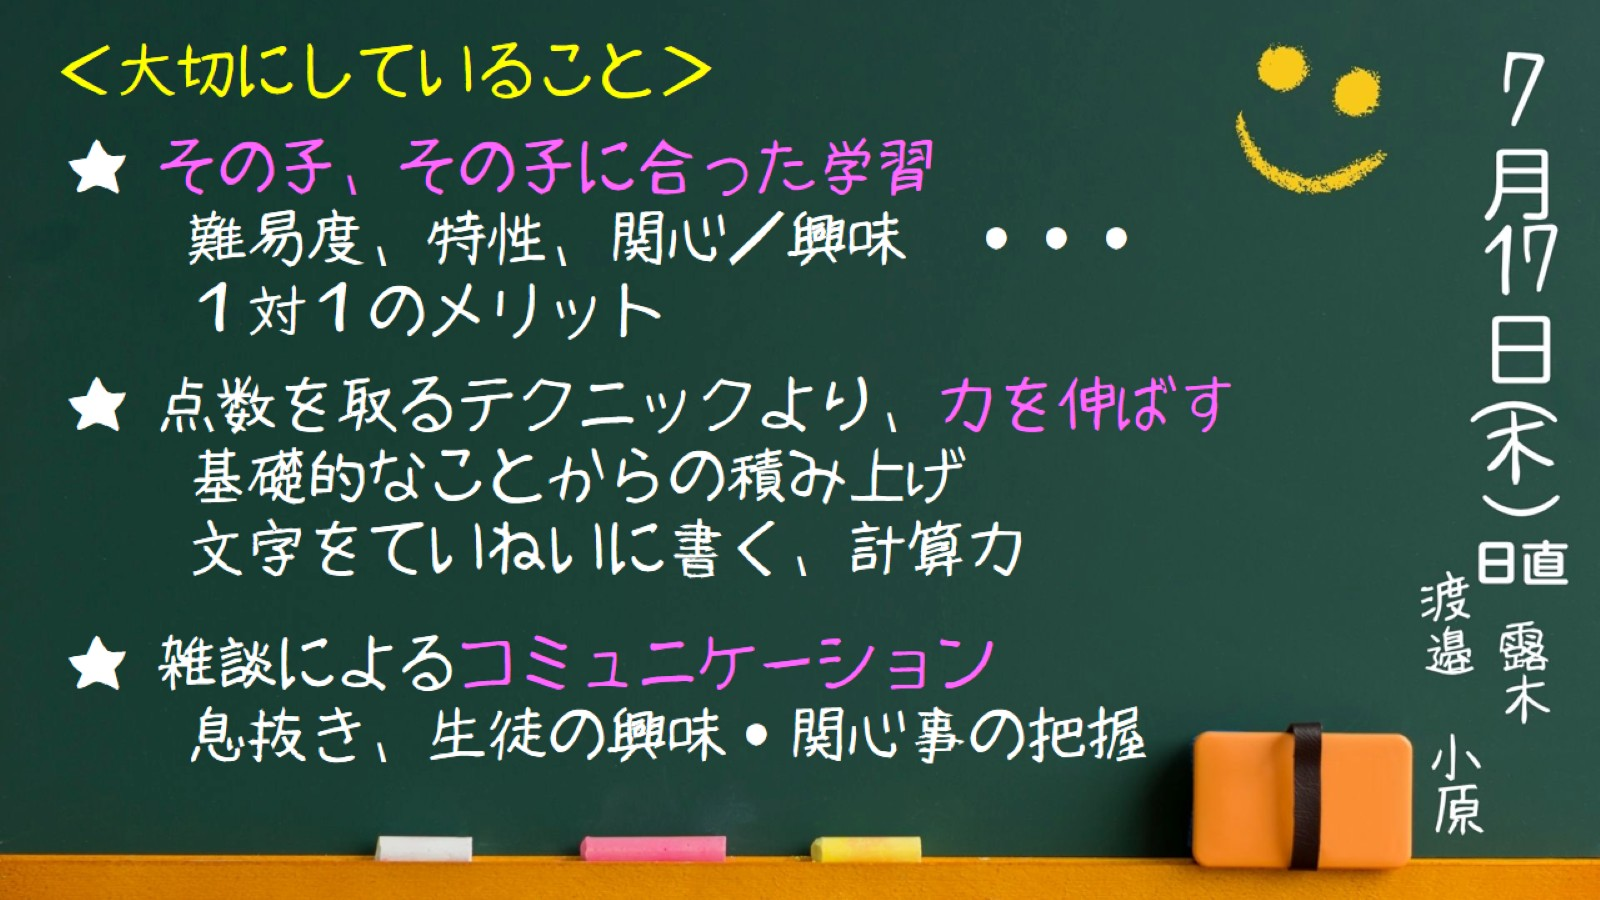 ＜大切にしていること＞
★ その子、その子に合った学習
難易度、特性、関心／興味　・・・
１対１のメリット
★ 点数を取るテクニックより、力を伸ばす
基礎的なことからの積み上げ
文字をていねいに書く、計算力
★ 雑談によるコミュニケーション
息抜き、生徒の興味・関心事の把握
7月17日(木)
日直
露木
渡邉
小原